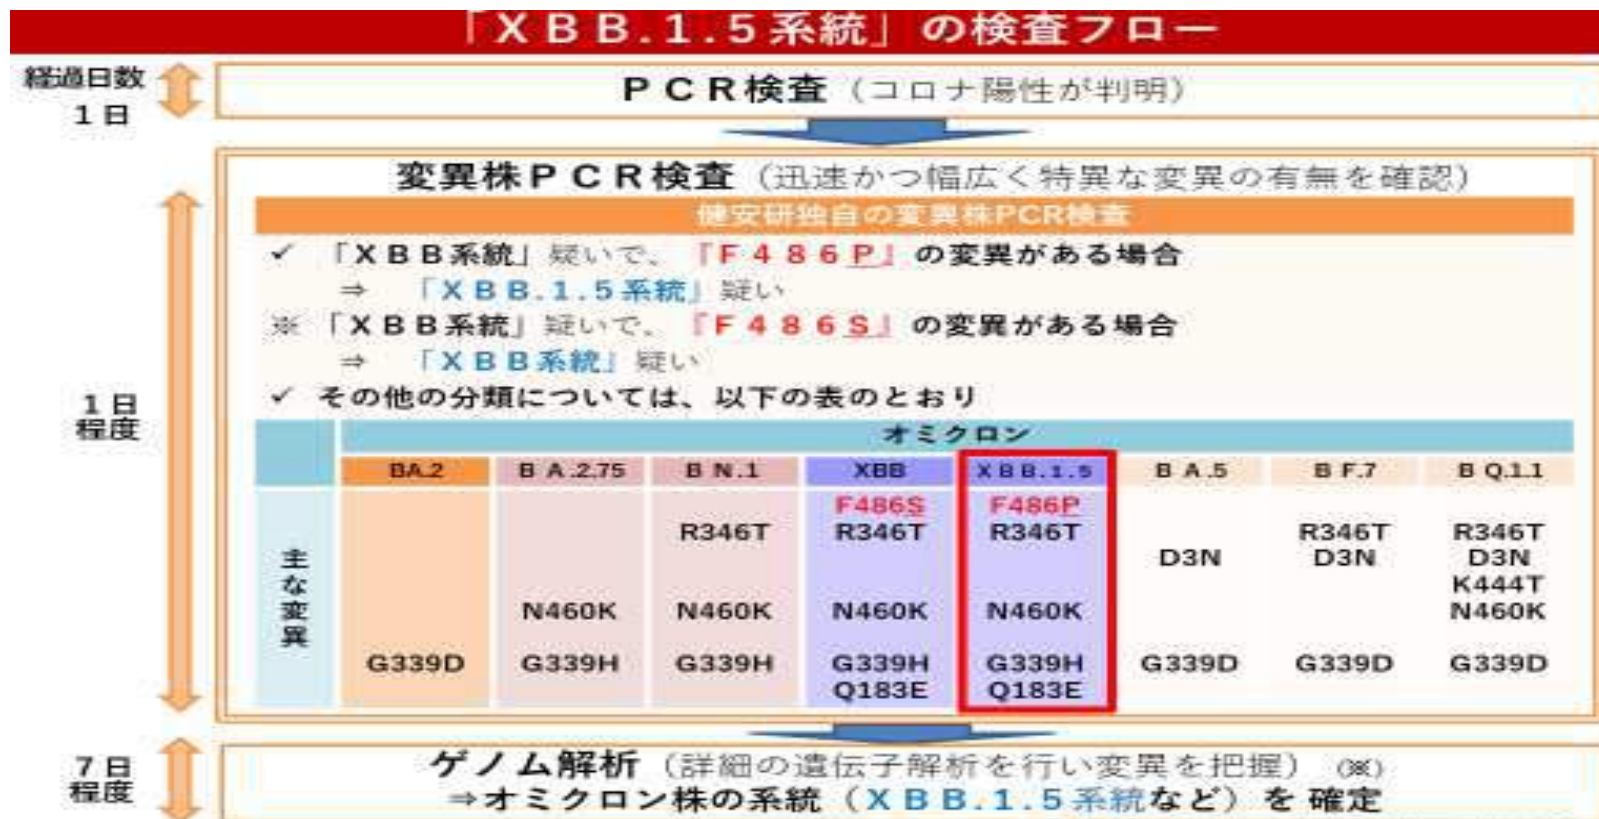 「XBB.1.5系統」の検査フロー
経過日数
1日
PCR検査（コロナ陽性が判明）
変異株PCR検査（迅速かつ幅広く特異な変異の有無を確認）
健安研独自の変異株PCR検査
✓ 「XBB系統」疑いで、『F486P』の変異がある場合
⇒ 「XBB.1.5系統」疑い
※「XBB系統」疑いで、『F486S』の変異がある場合
⇒ 「XBB系統」疑い
✓ その他の分類については、以下の表のとおり
1日
程度
オミクロン
BA.2 BA.2.75 BN.1 XBB XBB.1.5 BA.5 BF.7 BQ.1.1
主な変異
F486S F486P
R346T R346T R346T R346T R346T
D3N D3N D3N
K444T
N460K N460K N460K N460K N460K
G339D G339H G339H G339H G339H G339D G339D G339D
Q183E Q183E
7日
程度
ゲノム解析（詳細の遺伝子解析を行い変異を把握）（※）
⇒オミクロン株の系統（XBB.1.5系統など）を確定